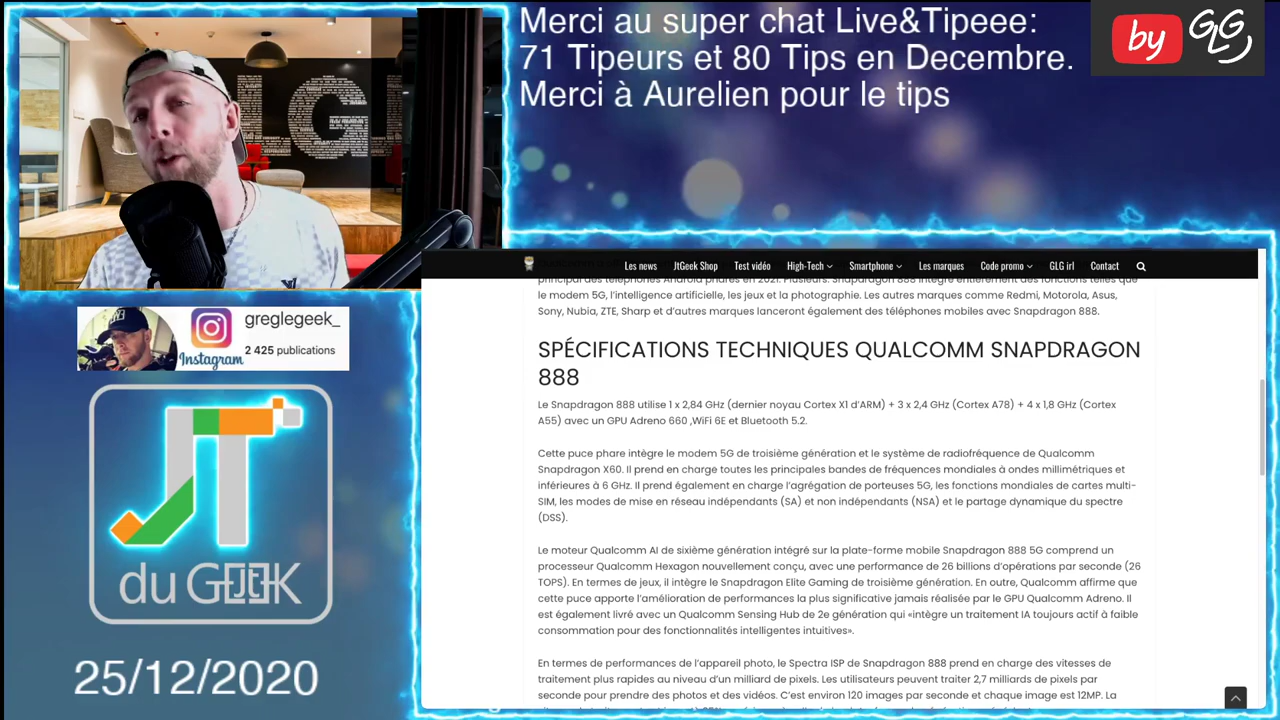 Merci au super chat Live&Tipeee:
71 Tipeurs et 80 Tips en Decembre.
Merci à Aurelien pour le tips
by GLG
Les news JtGeek Shop Test vidéo High-Tech Smartphone Les marques Code promo GLG irl Contact
principal des téléphones Android phares en 2021. Plusieurs. Snapdragon 888 intègre entièrement des fonctions telles que
le modem 5G, l'intelligence artificielle, les jeux et la photographie. Les autres marques comme Redmi, Motorola, Asus,
Sony, Nubia, ZTE, Sharp et d'autres marques lanceront également des téléphones mobiles avec Snapdragon 888.
SPÉCIFICATIONS TECHNIQUES QUALCOMM SNAPDRAGON
888
Le Snapdragon 888 utilise 1 x 2,84 GHz (dernier noyau Cortex X1 d'ARM) + 3 x 2,4 GHz (Cortex A78) + 4 x 1,8 GHz (Cortex
A55) avec un GPU Adreno 660 ,WiFi 6E et Bluetooth 5.2.
Cette puce phare intègre le modem 5G de troisième génération et le système de radiofréquence de Qualcomm
Snapdragon X60. Il prend en charge toutes les principales bandes de fréquences mondiales à ondes millimétriques et
inférieures à 6 GHz. Il prend également en charge l'agrégation de porteuses 5G, les fonctions mondiales de cartes multi-
SIM, les modes de mise en réseau indépendants (SA) et non indépendants (NSA) et le partage dynamique du spectre
(DSS).
Le moteur Qualcomm AI de sixième génération intégré sur la plate-forme mobile Snapdragon 888 5G comprend un
processeur Qualcomm Hexagon nouvellement conçu, avec une performance de 26 billions d'opérations par seconde (26
TOPS). En termes de jeux, il intègre le Snapdragon Elite Gaming de troisième génération. En outre, Qualcomm affirme que
cette puce apporte l'amélioration de performances la plus significative jamais réalisée par le GPU Qualcomm Adreno. Il
est également livré avec un Qualcomm Sensing Hub de 2e génération qui «intègre un traitement IA toujours actif à faible
consommation pour des fonctionnalités intelligentes intuitives».
En termes de performances de l'appareil photo, le Spectra ISP de Snapdragon 888 prend en charge des vitesses de
traitement plus rapides au niveau d'un milliard de pixels. Les utilisateurs peuvent traiter 2,7 milliards de pixels par
seconde pour prendre des photos et des vidéos. C'est environ 120 images par seconde et chaque image est 12MP. La
greglegeek_
2 425 publications
Instagram
JT
du GEEK
25/12/2020